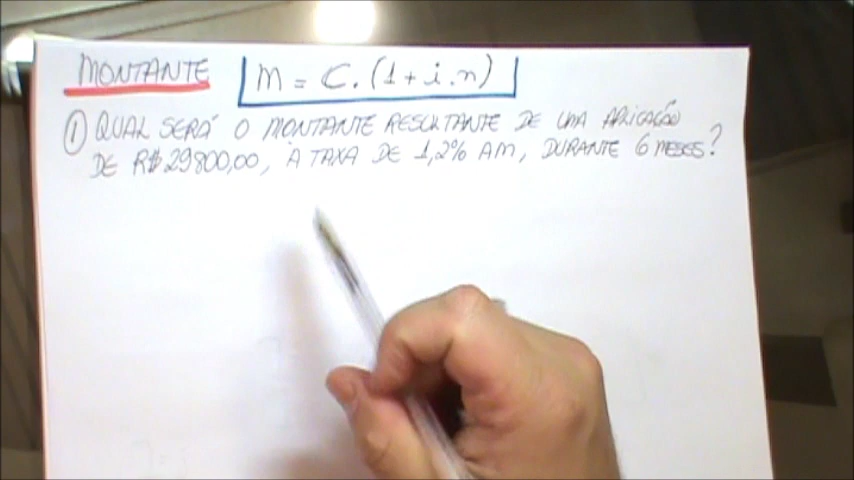 MONTANTE
M = C.(1+i.n)
① QUAL SERÁ O MONTANTE RESULTANTE DE UMA APLICAÇÃO
DE R$29800,00, À TAXA DE 1,2% AM, DURANTE 6 MESES?